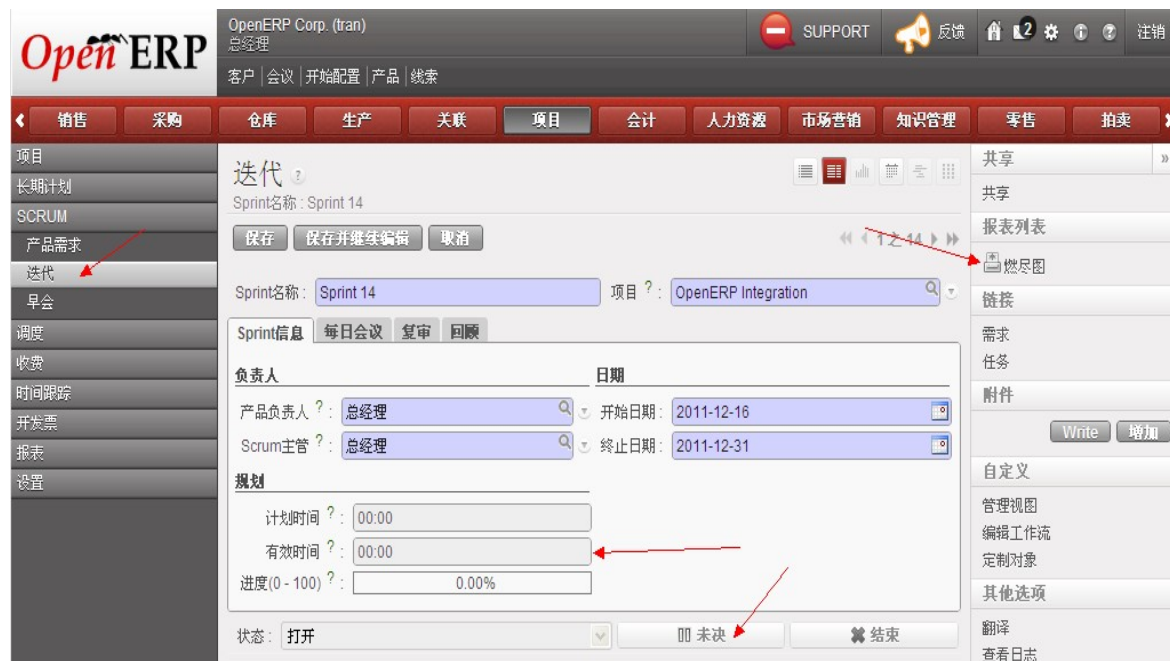 Open ERP
OpenERP Corp. (tran)
总经理
SUPPORT
反馈
2
注销
客户 | 会议 | 开始配置 | 产品 | 线索
销售 采购 仓库 生产 关联 项目 会计 人力资源 市场营销 知识管理 零售 拍卖
项目
长期计划
SCRUM
产品需求
迭代
早会
调度
收费
时间跟踪
开发票
报表
设置
迭代 ?
Sprint名称 : Sprint 14
保存 保存并继续编辑 取消
1 之 14
Sprint名称 : Sprint 14 项目 ? : OpenERP Integration
Sprint信息 每日会议 复审 回顾
负责人 日期
产品负责人 ? : 总经理 开始日期 : 2011-12-16
Scrum主管 ? : 总经理 终止日期 : 2011-12-31
规划
计划时间 ? : 00:00
有效时间 ? : 00:00
进度(0 - 100) ? : 0.00%
状态 : 打开 未决 结束
共享 »
共享
报表列表
燃尽图
链接
需求
任务
附件
Write 增加
自定义
管理视图
编辑工作流
定制对象
其他选项
翻译
查看日志